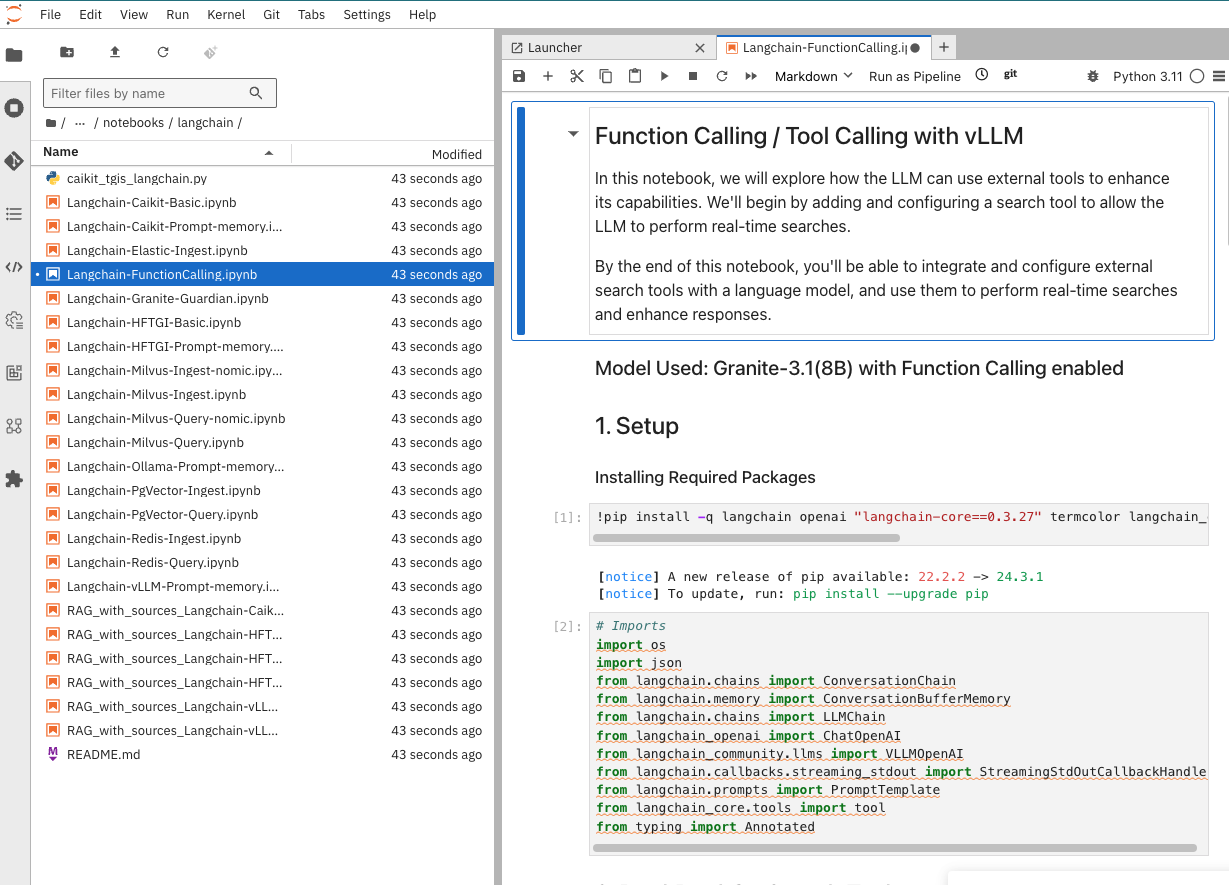 File Edit View Run Kernel Git Tabs Settings Help
Filter files by name
/ ... / notebooks / langchain /
Name Modified
caikit_tgis_langchain.py 43 seconds ago
Langchain-Caikit-Basic.ipynb 43 seconds ago
Langchain-Caikit-Prompt-memory.i... 43 seconds ago
Langchain-Elastic-Ingest.ipynb 43 seconds ago
Langchain-FunctionCalling.ipynb 43 seconds ago
Langchain-Granite-Guardian.ipynb 43 seconds ago
Langchain-HFTGI-Basic.ipynb 43 seconds ago
Langchain-HFTGI-Prompt-memory.... 43 seconds ago
Langchain-Milvus-Ingest-nomic.ipy... 43 seconds ago
Langchain-Milvus-Ingest.ipynb 43 seconds ago
Langchain-Milvus-Query-nomic.ipynb 43 seconds ago
Langchain-Milvus-Query.ipynb 43 seconds ago
Langchain-Ollama-Prompt-memory... 43 seconds ago
Langchain-PgVector-Ingest.ipynb 43 seconds ago
Langchain-PgVector-Query.ipynb 43 seconds ago
Langchain-Redis-Ingest.ipynb 43 seconds ago
Langchain-Redis-Query.ipynb 43 seconds ago
Langchain-vLLM-Prompt-memory.i... 43 seconds ago
RAG_with_sources_Langchain-Caik... 43 seconds ago
RAG_with_sources_Langchain-HFT... 43 seconds ago
RAG_with_sources_Langchain-HFT... 43 seconds ago
RAG_with_sources_Langchain-HFT... 43 seconds ago
RAG_with_sources_Langchain-vLL... 43 seconds ago
RAG_with_sources_Langchain-vLL... 43 seconds ago
M README.md 43 seconds ago
Launcher Langchain-FunctionCalling.i
Markdown Run as Pipeline git Python 3.11
Function Calling / Tool Calling with vLLM
In this notebook, we will explore how the LLM can use external tools to enhance
its capabilities. We'll begin by adding and configuring a search tool to allow the
LLM to perform real-time searches.
By the end of this notebook, you'll be able to integrate and configure external
search tools with a language model, and use them to perform real-time searches
and enhance responses.
Model Used: Granite-3.1(8B) with Function Calling enabled
1. Setup
Installing Required Packages
[1]: !pip install -q langchain openai "langchain-core==0.3.27" termcolor langchain_
[notice] A new release of pip available: 22.2.2 -> 24.3.1
[notice] To update, run: pip install --upgrade pip
[2]: # Imports
import os
import json
from langchain.chains import ConversationChain
from langchain.memory import ConversationBufferMemory
from langchain.chains import LLMChain
from langchain_openai import ChatOpenAI
from langchain_community.llms import VLLMOpenAI
from langchain.callbacks.streaming_stdout import StreamingStdOutCallbackHandle
from langchain.prompts import PromptTemplate
from langchain_core.tools import tool
from typing import Annotated